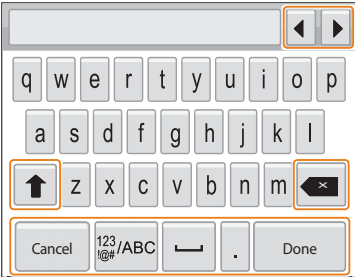 q w e r t y u i o p
a s d f g h j k l
z x c v b n m
Cancel 123 !@# /ABC . Done